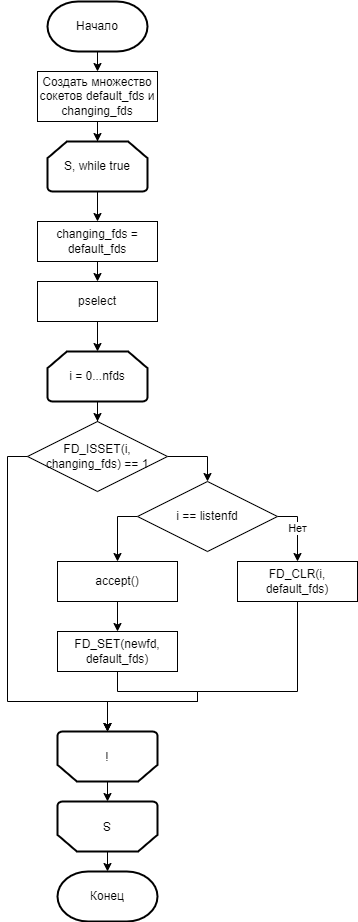 Начало
Создать множество
сокетов default_fds и
changing_fds
S, while true
changing_fds =
default_fds
pselect
i = 0...nfds
FD_ISSET(i,
changing_fds) == 1
i == listenfd
Нет
accept()
FD_CLR(i,
default_fds)
FD_SET(newfd,
default_fds)
!
S
Конец